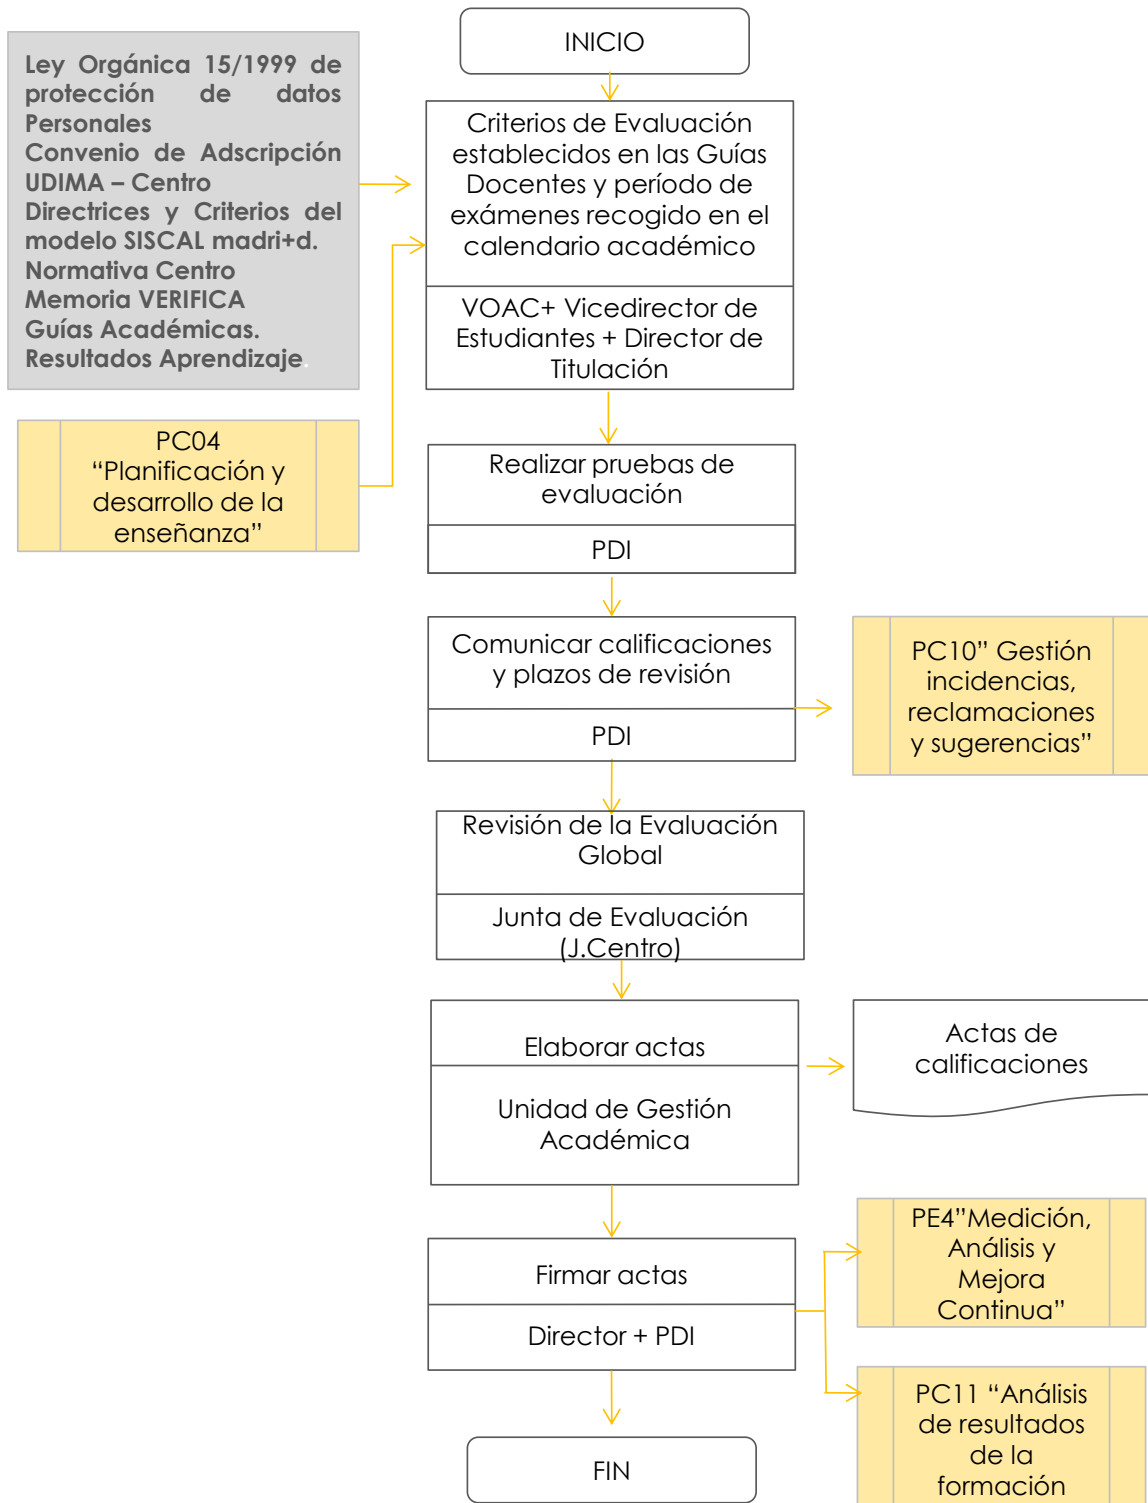 INICIO
Ley Orgánica 15/1999 de
protección de datos
Personales
Convenio de Adscripción
UDIMA – Centro
Directrices y Criterios del
modelo SISCAL madri+d.
Normativa Centro
Memoria VERIFICA
Guías Académicas.
Resultados Aprendizaje.
Criterios de Evaluación
establecidos en las Guías
Docentes y período de
exámenes recogido en el
calendario académico
VOAC+ Vicedirector de
Estudiantes + Director de
Titulación
PC04
“Planificación y
desarrollo de la
enseñanza”
Realizar pruebas de
evaluación
PDI
Comunicar calificaciones
y plazos de revisión
PDI
PC10” Gestión
incidencias,
reclamaciones
y sugerencias”
Revisión de la Evaluación
Global
Junta de Evaluación
(J.Centro)
Elaborar actas
Unidad de Gestión
Académica
Actas de
calificaciones
Firmar actas
Director + PDI
PE4”Medición,
Análisis y
Mejora
Continua”
PC11 “Análisis
de resultados
de la
formación
FIN